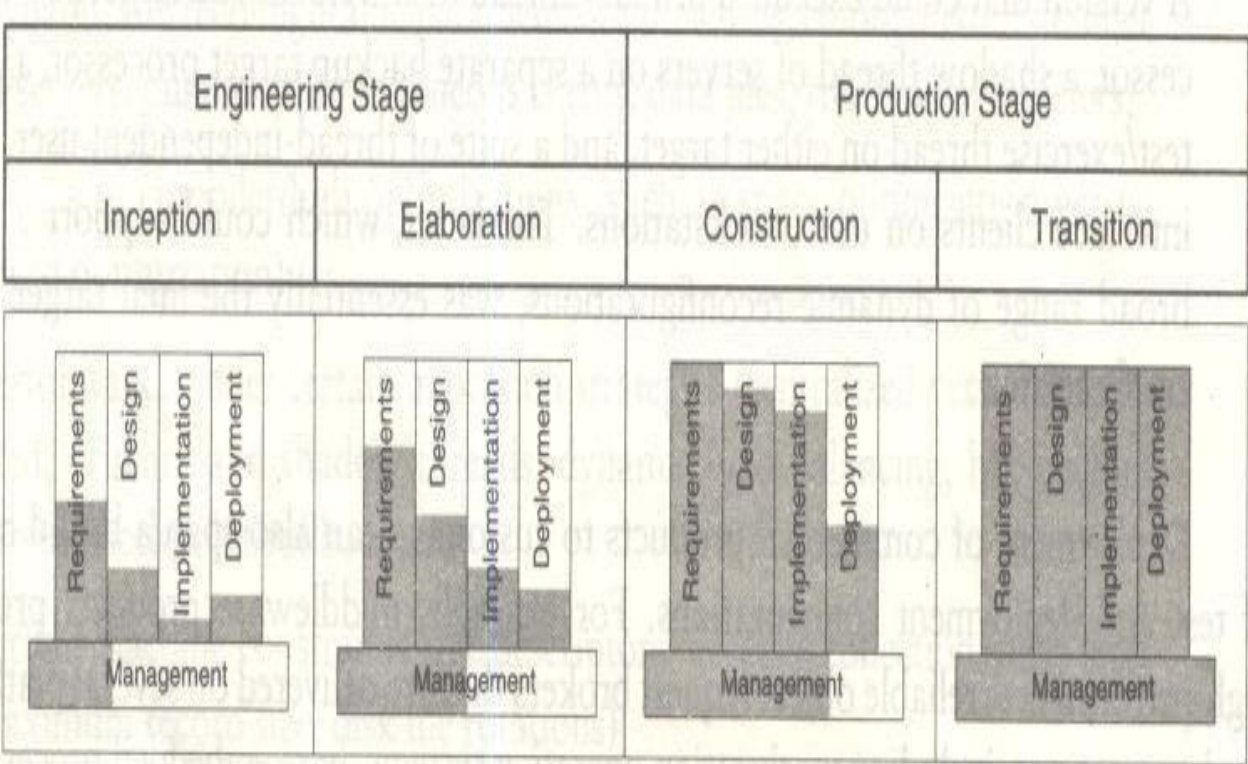 Engineering Stage Production Stage
Inception Elaboration Construction Transition
Requirements Design Implementation Deployment
Management
Requirements Design Implementation Deployment
Management
Requirements Design Implementation Deployment
Management
Requirements Design Implementation Deployment
Management